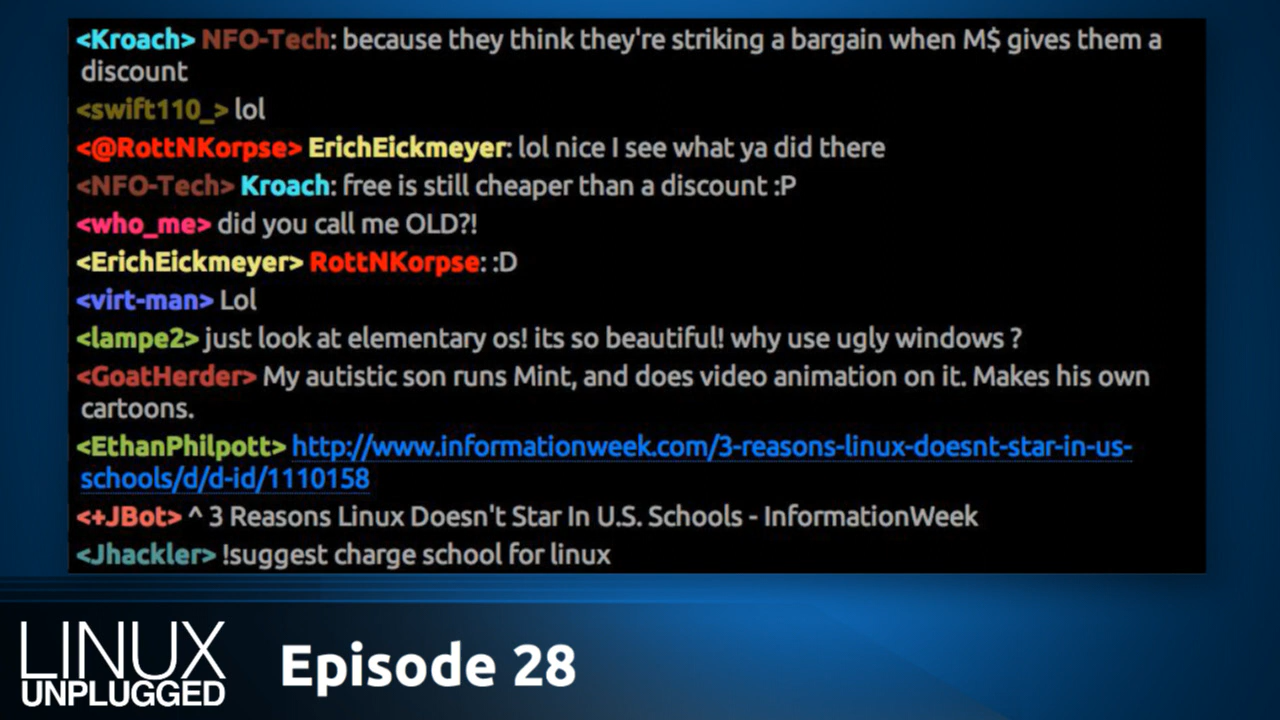 <Kroach> NFO-Tech: because they think they're striking a bargain when M$ gives them a
discount
<swift110_> lol
<@RottNKorpse> ErichEickmeyer: lol nice I see what ya did there
<NFO-Tech> Kroach: free is still cheaper than a discount :P
<who_me> did you call me OLD?!
<ErichEickmeyer> RottNKorpse: :D
<virt-man> Lol
<lampe2> just look at elementary os! its so beautiful! why use ugly windows ?
<GoatHerder> My autistic son runs Mint, and does video animation on it. Makes his own
cartoons.
<EthanPhilpott> http://www.informationweek.com/3-reasons-linux-doesnt-star-in-us-
schools/d/d-id/1110158
<+JBot> ^ 3 Reasons Linux Doesn't Star In U.S. Schools - InformationWeek
<Jhackler> !suggest charge school for linux
LINUX
UNPLUGGED
Episode 28